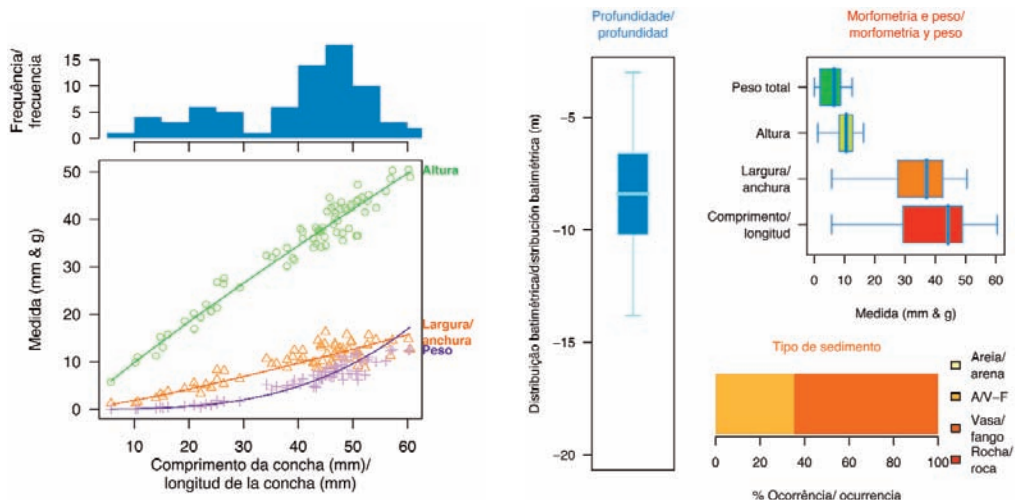 Frequência/
frecuencia
15
10
5
0
Medida (mm & g)
50
40
30
20
10
0
Altura
Largura/
anchura
Peso
10 20 30 40 50 60
Comprimento da concha (mm)/
longitud de la concha (mm)
Profundidade/
profundidad
Distribuição batimétrica/distribución batimétrica (m)
-5
-10
-15
-20
Morfometria e peso/
morfometría y peso
Peso total
Altura
Largura/
anchura
Comprimento/
longitud
0 10 20 30 40 50 60
Medida (mm & g)
Tipo de sedimento
Areia/
arena
A/V-F
Vasa/
fango
Rocha/
roca
0 20 40 60 80 100
% Ocorrência/ ocurrencia